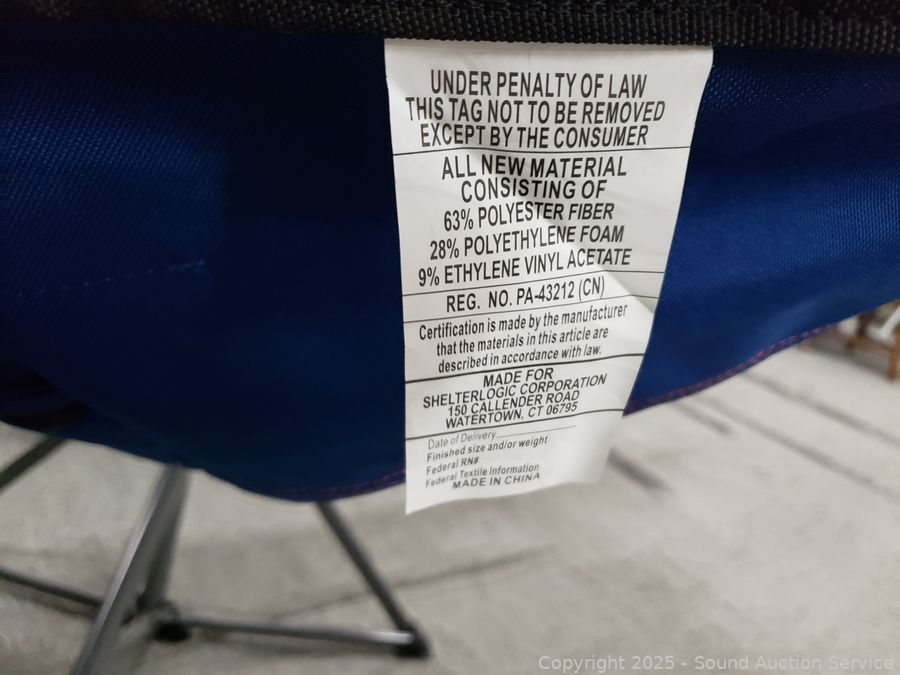 UNDER PENALTY OF LAW
THIS TAG NOT TO BE REMOVED
EXCEPT BY THE CONSUMER
ALL NEW MATERIAL
CONSISTING OF
63% POLYESTER FIBER
28% POLYETHYLENE FOAM
9% ETHYLENE VINYL ACETATE
REG. NO. PA-43212 (CN)
Certification is made by the manufacturer
that the materials in this article are
described in accordance with law.
MADE FOR
SHELTERLOGIC CORPORATION
150 CALLENDER ROAD
WATERTOWN, CT 06795
Date of Delivery
Finished size and/or weight
Federal RN#
Federal Textile Information
MADE IN CHINA
Copyright 2025 - Sound Auction Service